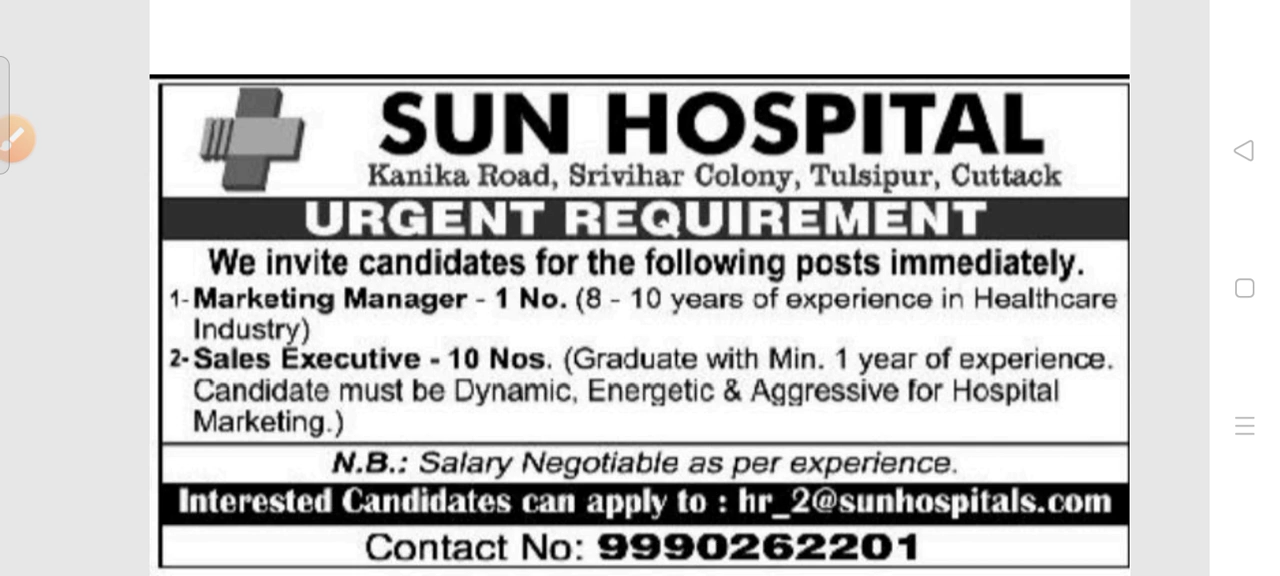 SUN HOSPITAL
Kanika Road, Srivihar Colony, Tulsipur, Cuttack
URGENT REQUIREMENT
We invite candidates for the following posts immediately.
1- Marketing Manager - 1 No. (8 - 10 years of experience in Healthcare
Industry)
2- Sales Executive - 10 Nos. (Graduate with Min. 1 year of experience.
Candidate must be Dynamic, Energetic & Aggressive for Hospital
Marketing.)
N.B.: Salary Negotiable as per experience.
Interested Candidates can apply to : hr_2@sunhospitals.com
Contact No: 9990262201